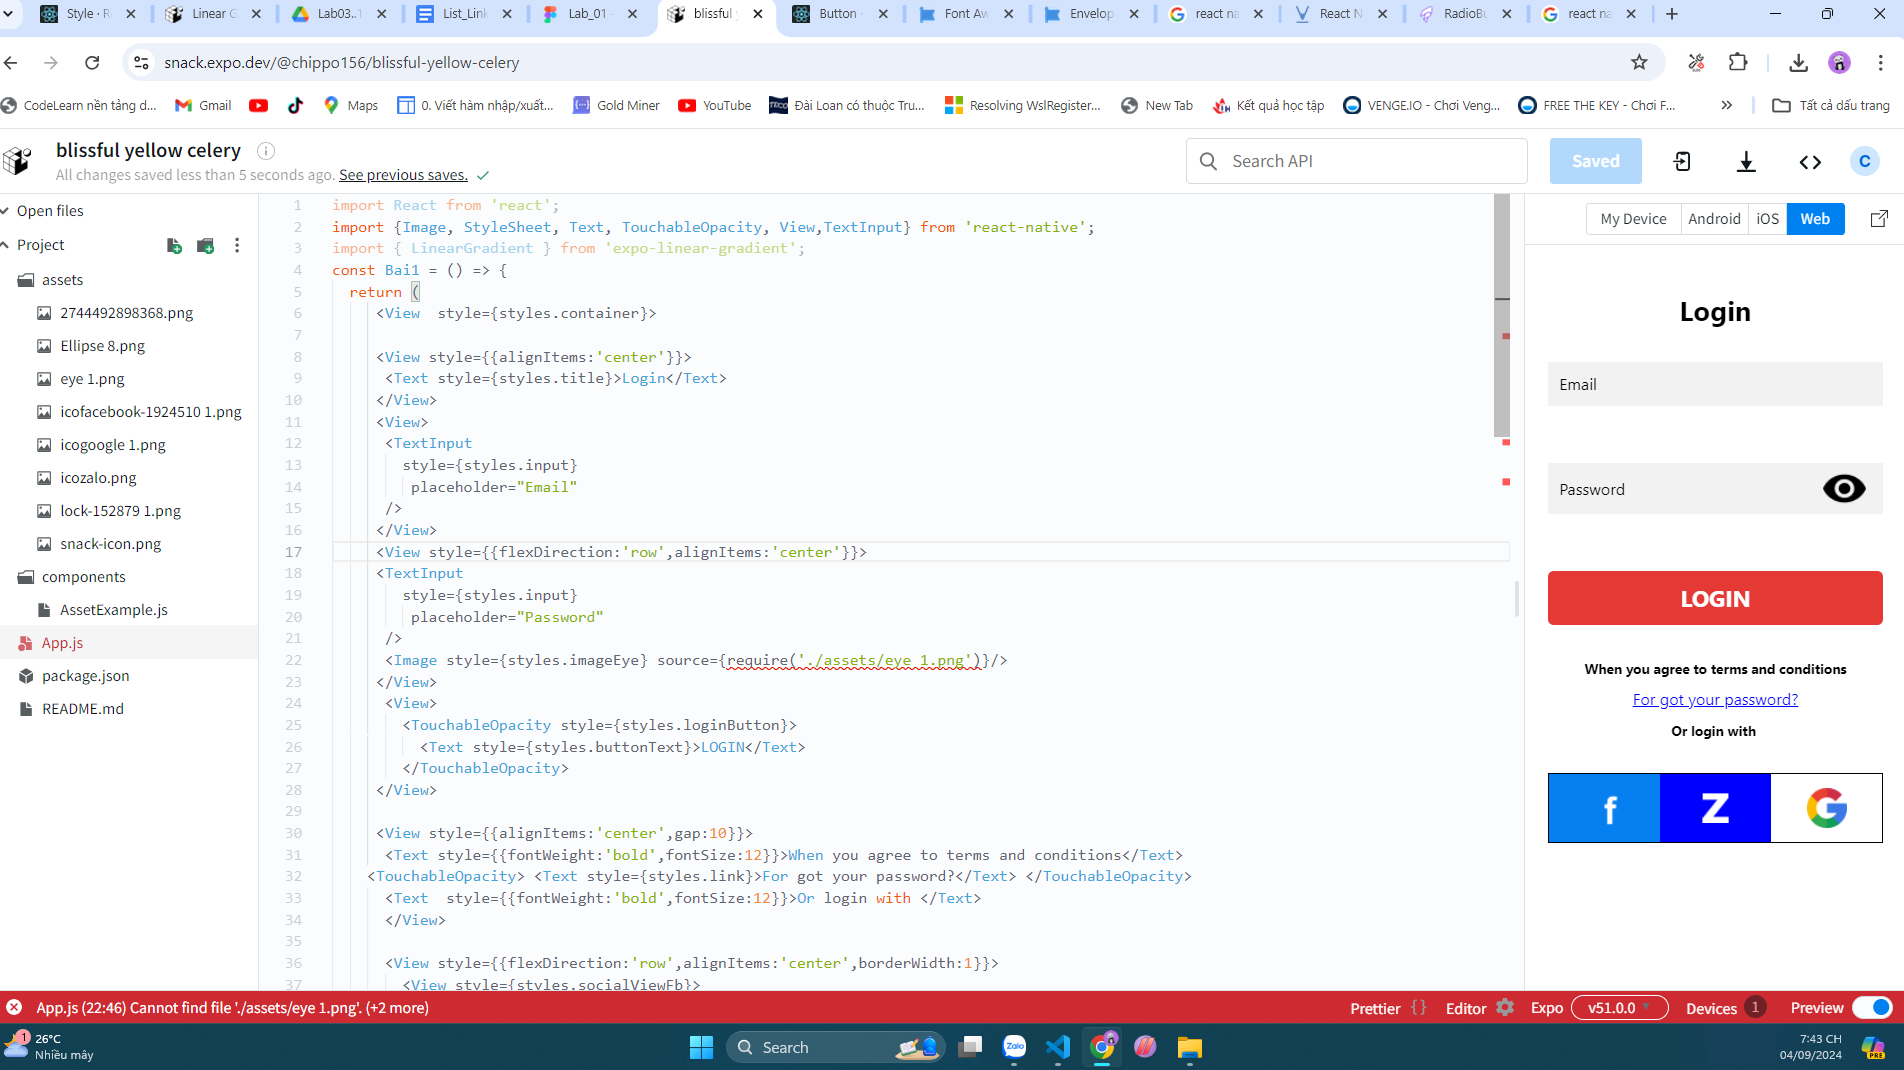 Style · R
Linear G
Lab03..1
List_Link
Lab_01 -
blissful y
Button ·
Font Aw
Envelop
react na
React N
RadioBu
react na
snack.expo.dev/@chippo156/blissful-yellow-celery
CodeLearn nền tảng d...
Gmail
Maps
0. Viết hàm nhập/xuất...
Gold Miner
YouTube
Đài Loan có thuộc Tru...
Resolving WslRegister...
New Tab
Kết quả học tập
VENGE.IO - Chơi Veng...
FREE THE KEY - Chơi F...
Tất cả dấu trang
blissful yellow celery
All changes saved less than 5 seconds ago. See previous saves.
Search API
Saved
C
Open files
Project
assets
2744492898368.png
Ellipse 8.png
eye 1.png
icofacebook-1924510 1.png
icogoogle 1.png
icozalo.png
lock-152879 1.png
snack-icon.png
components
AssetExample.js
App.js
package.json
README.md
1 import React from 'react';
2 import {Image, StyleSheet, Text, TouchableOpacity, View,TextInput} from 'react-native';
3 import { LinearGradient } from 'expo-linear-gradient';
4 const Bai1 = () => {
5 return (
6 <View  style={styles.container}>
7
8 <View style={{alignItems:'center'}}>
9 <Text style={styles.title}>Login</Text>
10 </View>
11 <View>
12 <TextInput
13 style={styles.input}
14 placeholder="Email"
15 />
16 </View>
17 <View style={{flexDirection:'row',alignItems:'center'}}>
18 <TextInput
19 style={styles.input}
20 placeholder="Password"
21 />
22 <Image style={styles.imageEye} source={require('./assets/eye 1.png')}/>
23 </View>
24 <View>
25 <TouchableOpacity style={styles.loginButton}>
26 <Text style={styles.buttonText}>LOGIN</Text>
27 </TouchableOpacity>
28 </View>
29
30 <View style={{alignItems:'center',gap:10}}>
31 <Text style={{fontWeight:'bold',fontSize:12}}>When you agree to terms and conditions</Text>
32 <TouchableOpacity> <Text style={styles.link}>For got your password?</Text> </TouchableOpacity>
33 <Text  style={{fontWeight:'bold',fontSize:12}}>Or login with </Text>
34 </View>
35
36 <View style={{flexDirection:'row',alignItems:'center',borderWidth:1}}>
37 <View style={styles.socialViewFb}>
My Device
Android
iOS
Web
Login
Email
Password
LOGIN
When you agree to terms and conditions
For got your password?
Or login with
f
Z
G
App.js (22:46) Cannot find file './assets/eye 1.png'. (+2 more)
Prettier {}
Editor
Expo
v51.0.0
Devices 1
Preview
1
26°C
Nhiều mây
Search
Zalo
7:43 CH
04/09/2024
PRE